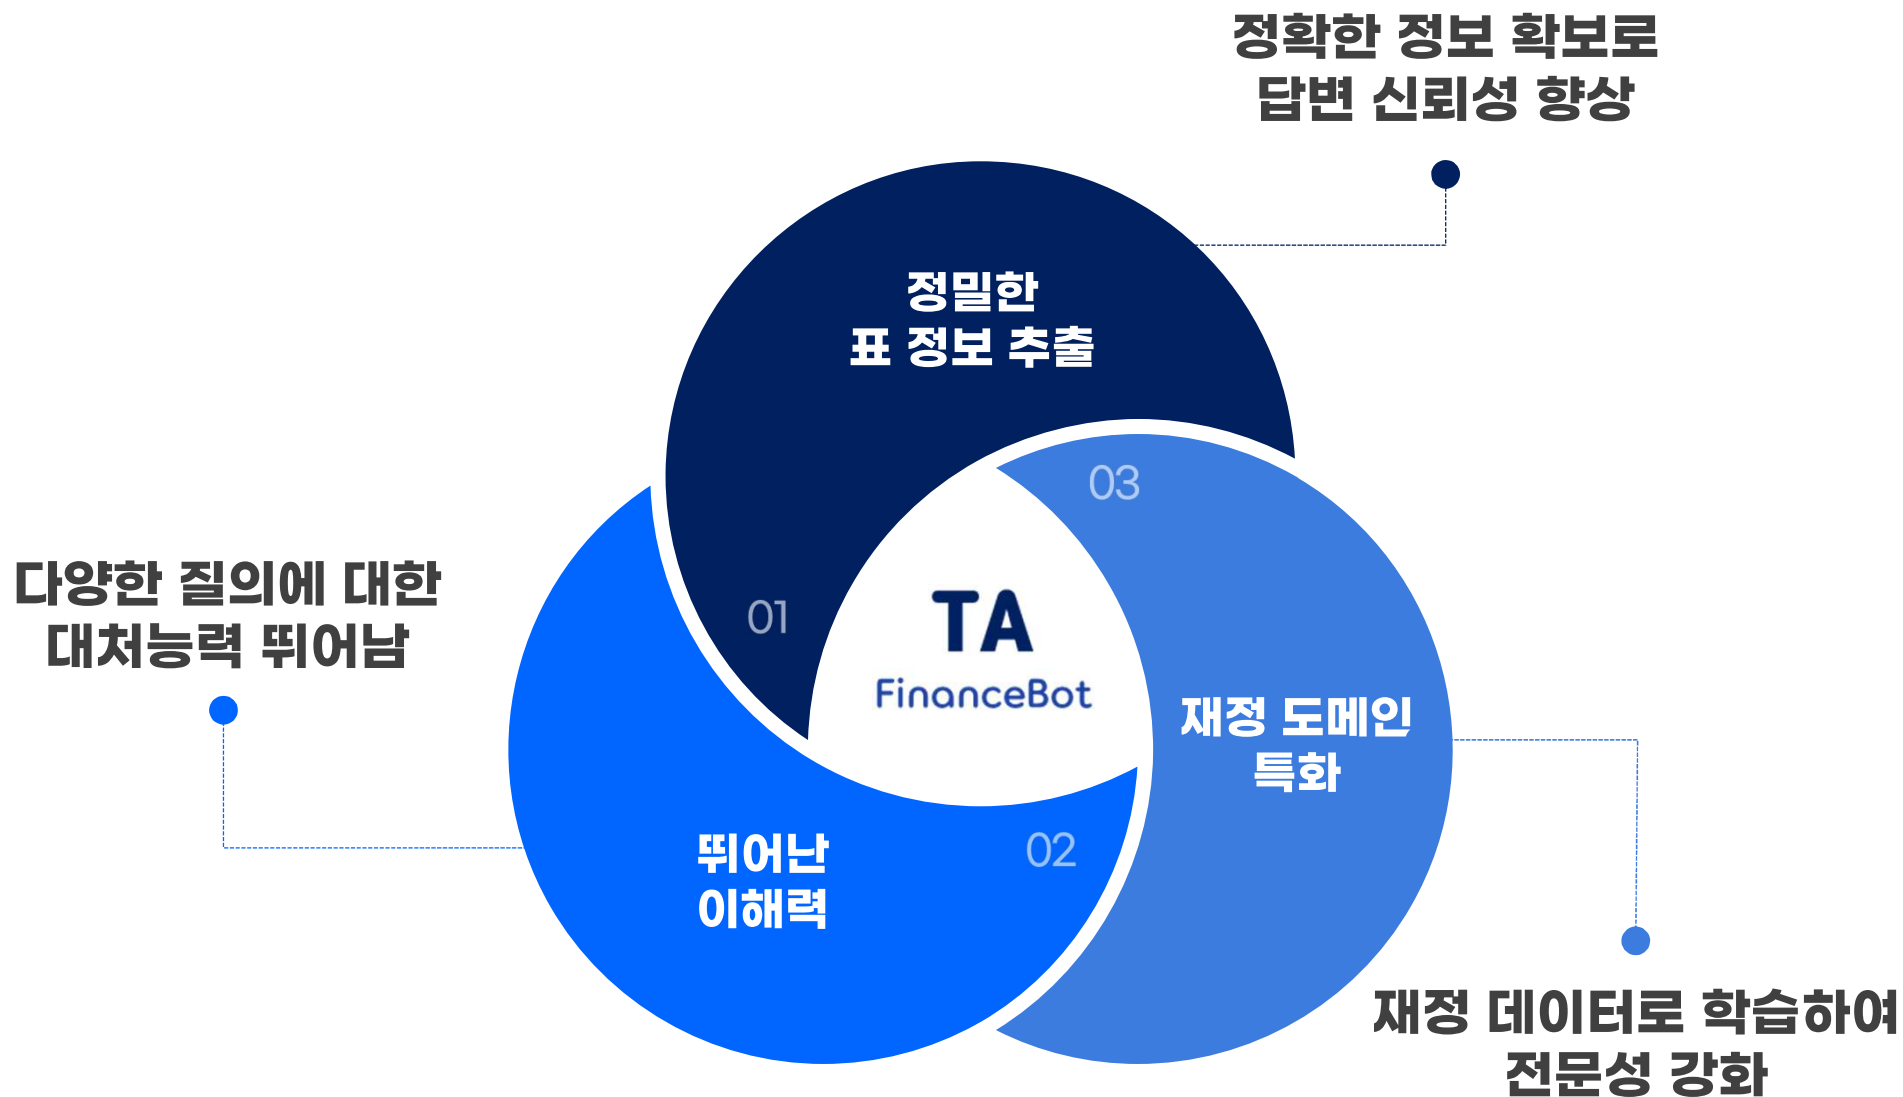 정확한 정보 확보로
답변 신뢰성 향상
정밀한
표 정보 추출
01
03
TA
FinanceBot
다양한 질의에 대한
대처능력 뛰어남
재정 도메인
특화
뛰어난
이해력
02
재정 데이터로 학습하여
전문성 강화